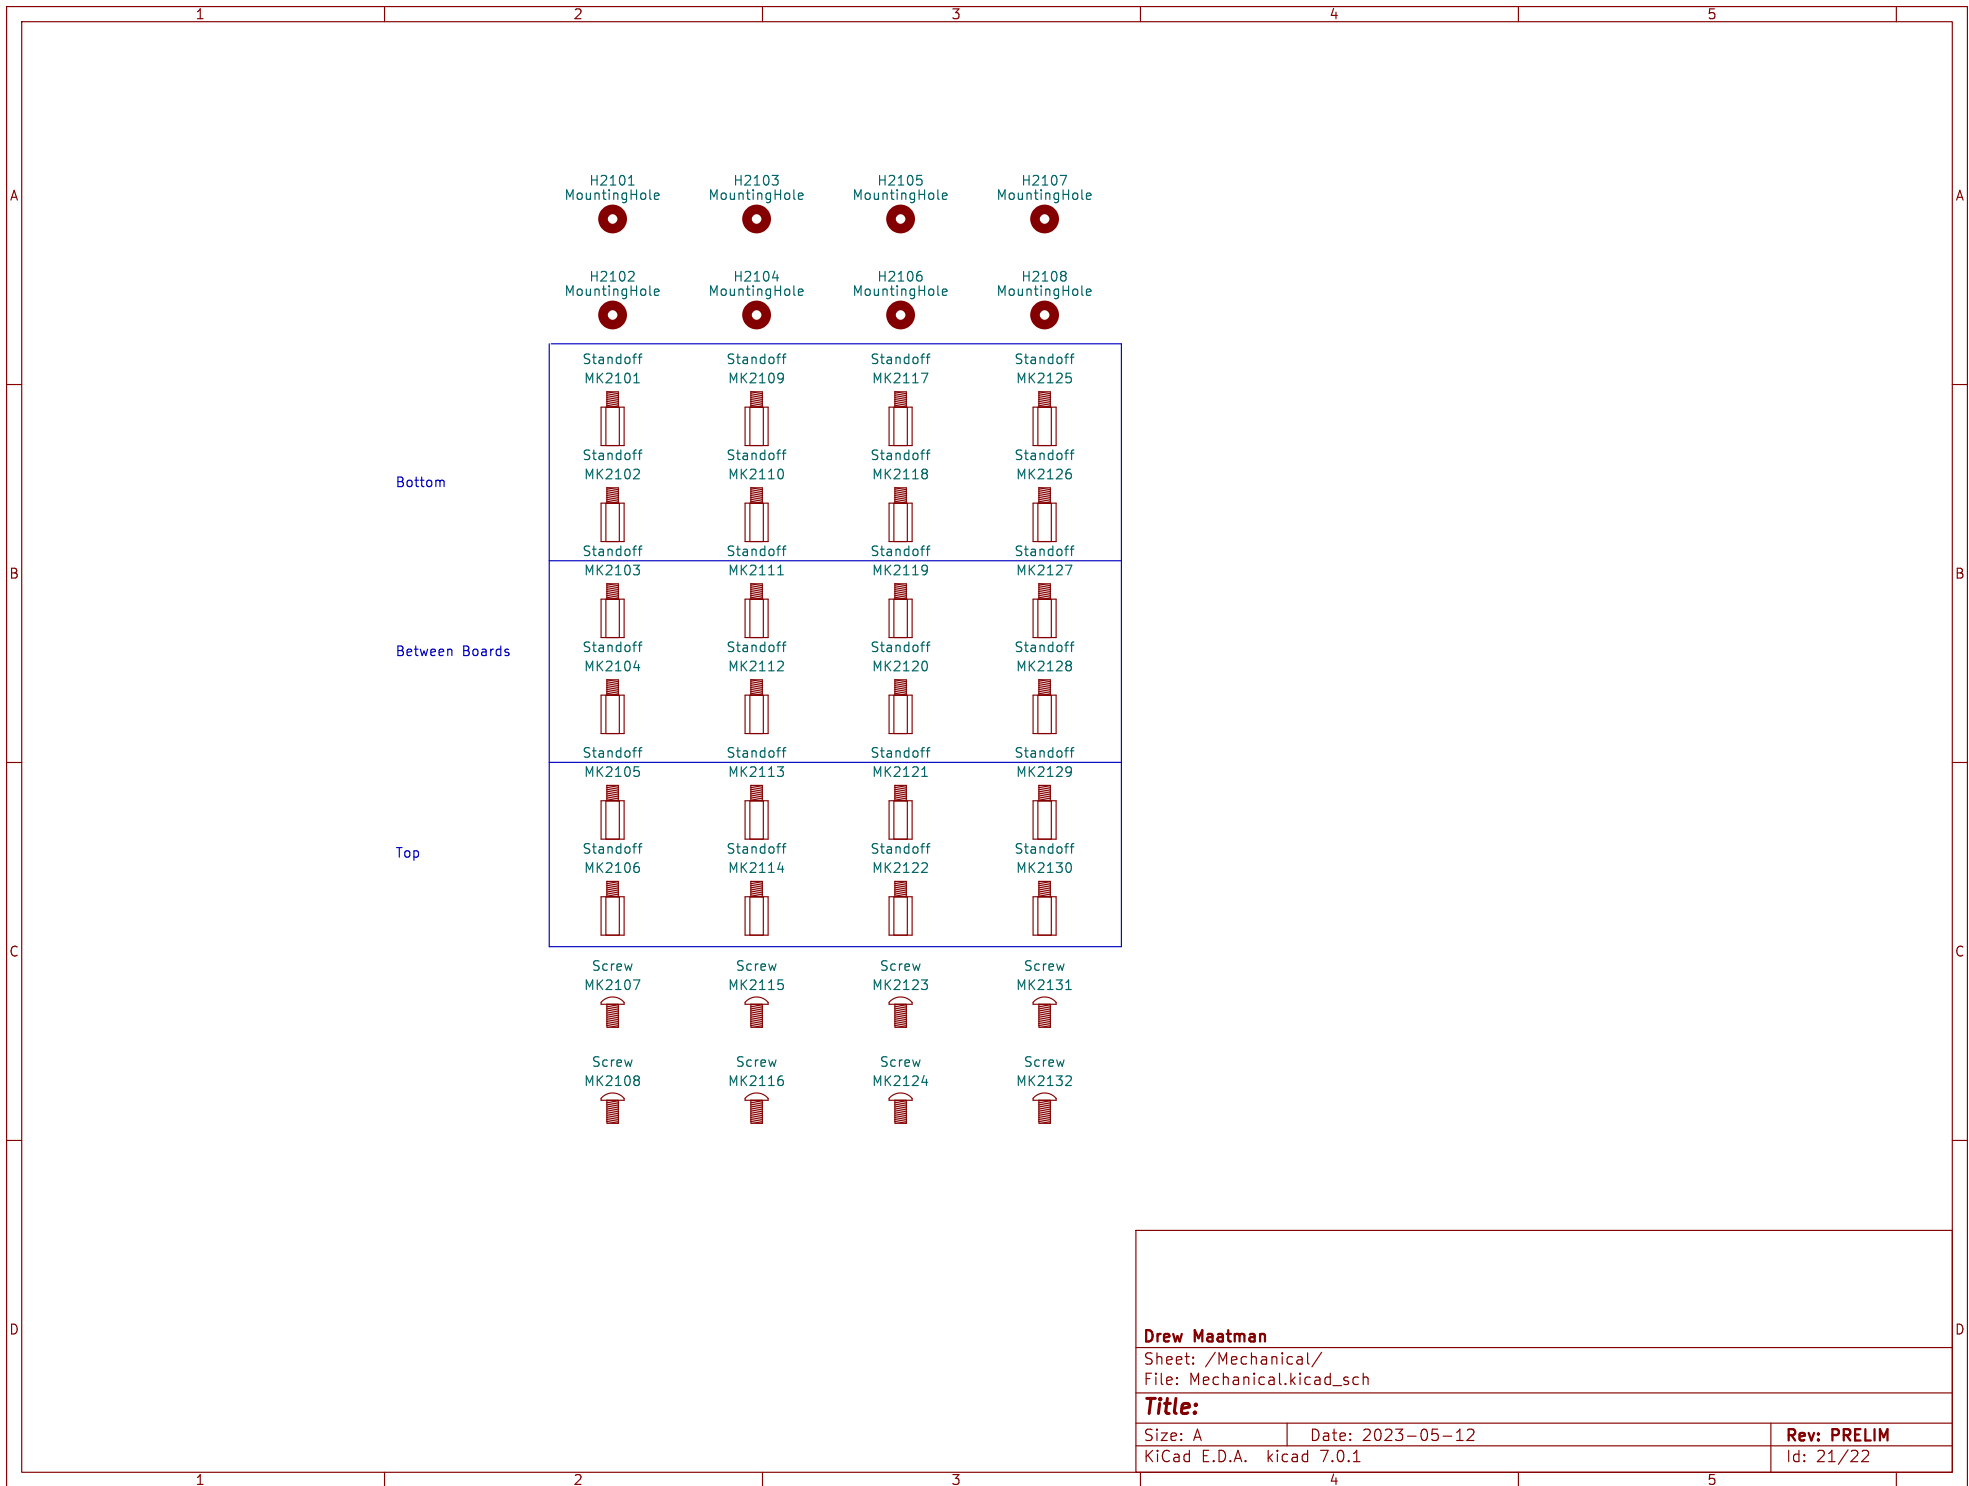 1 2 3 4 5
A A
H2101 H2103 H2105 H2107
MountingHole MountingHole MountingHole MountingHole
H2102 H2104 H2106 H2108
MountingHole MountingHole MountingHole MountingHole
Standoff Standoff Standoff Standoff
MK2101 MK2109 MK2117 MK2125
Standoff Standoff Standoff Standoff
MK2102 MK2110 MK2118 MK2126
Bottom
Standoff Standoff Standoff Standoff
B MK2103 MK2111 MK2119 MK2127 B
Standoff Standoff Standoff Standoff
Between Boards
MK2104 MK2112 MK2120 MK2128
Standoff Standoff Standoff Standoff
MK2105 MK2113 MK2121 MK2129
Standoff Standoff Standoff Standoff
Top
MK2106 MK2114 MK2122 MK2130
C C
Screw Screw Screw Screw
MK2107 MK2115 MK2123 MK2131
Screw Screw Screw Screw
MK2108 MK2116 MK2124 MK2132
D D
Drew Maatman
Sheet: /Mechanical/
File: Mechanical.kicad_sch
Title:
Size: A Date: 2023-05-12 Rev: PRELIM
KiCad E.D.A. kicad 7.0.1 Id: 21/22
1 2 3 4 5